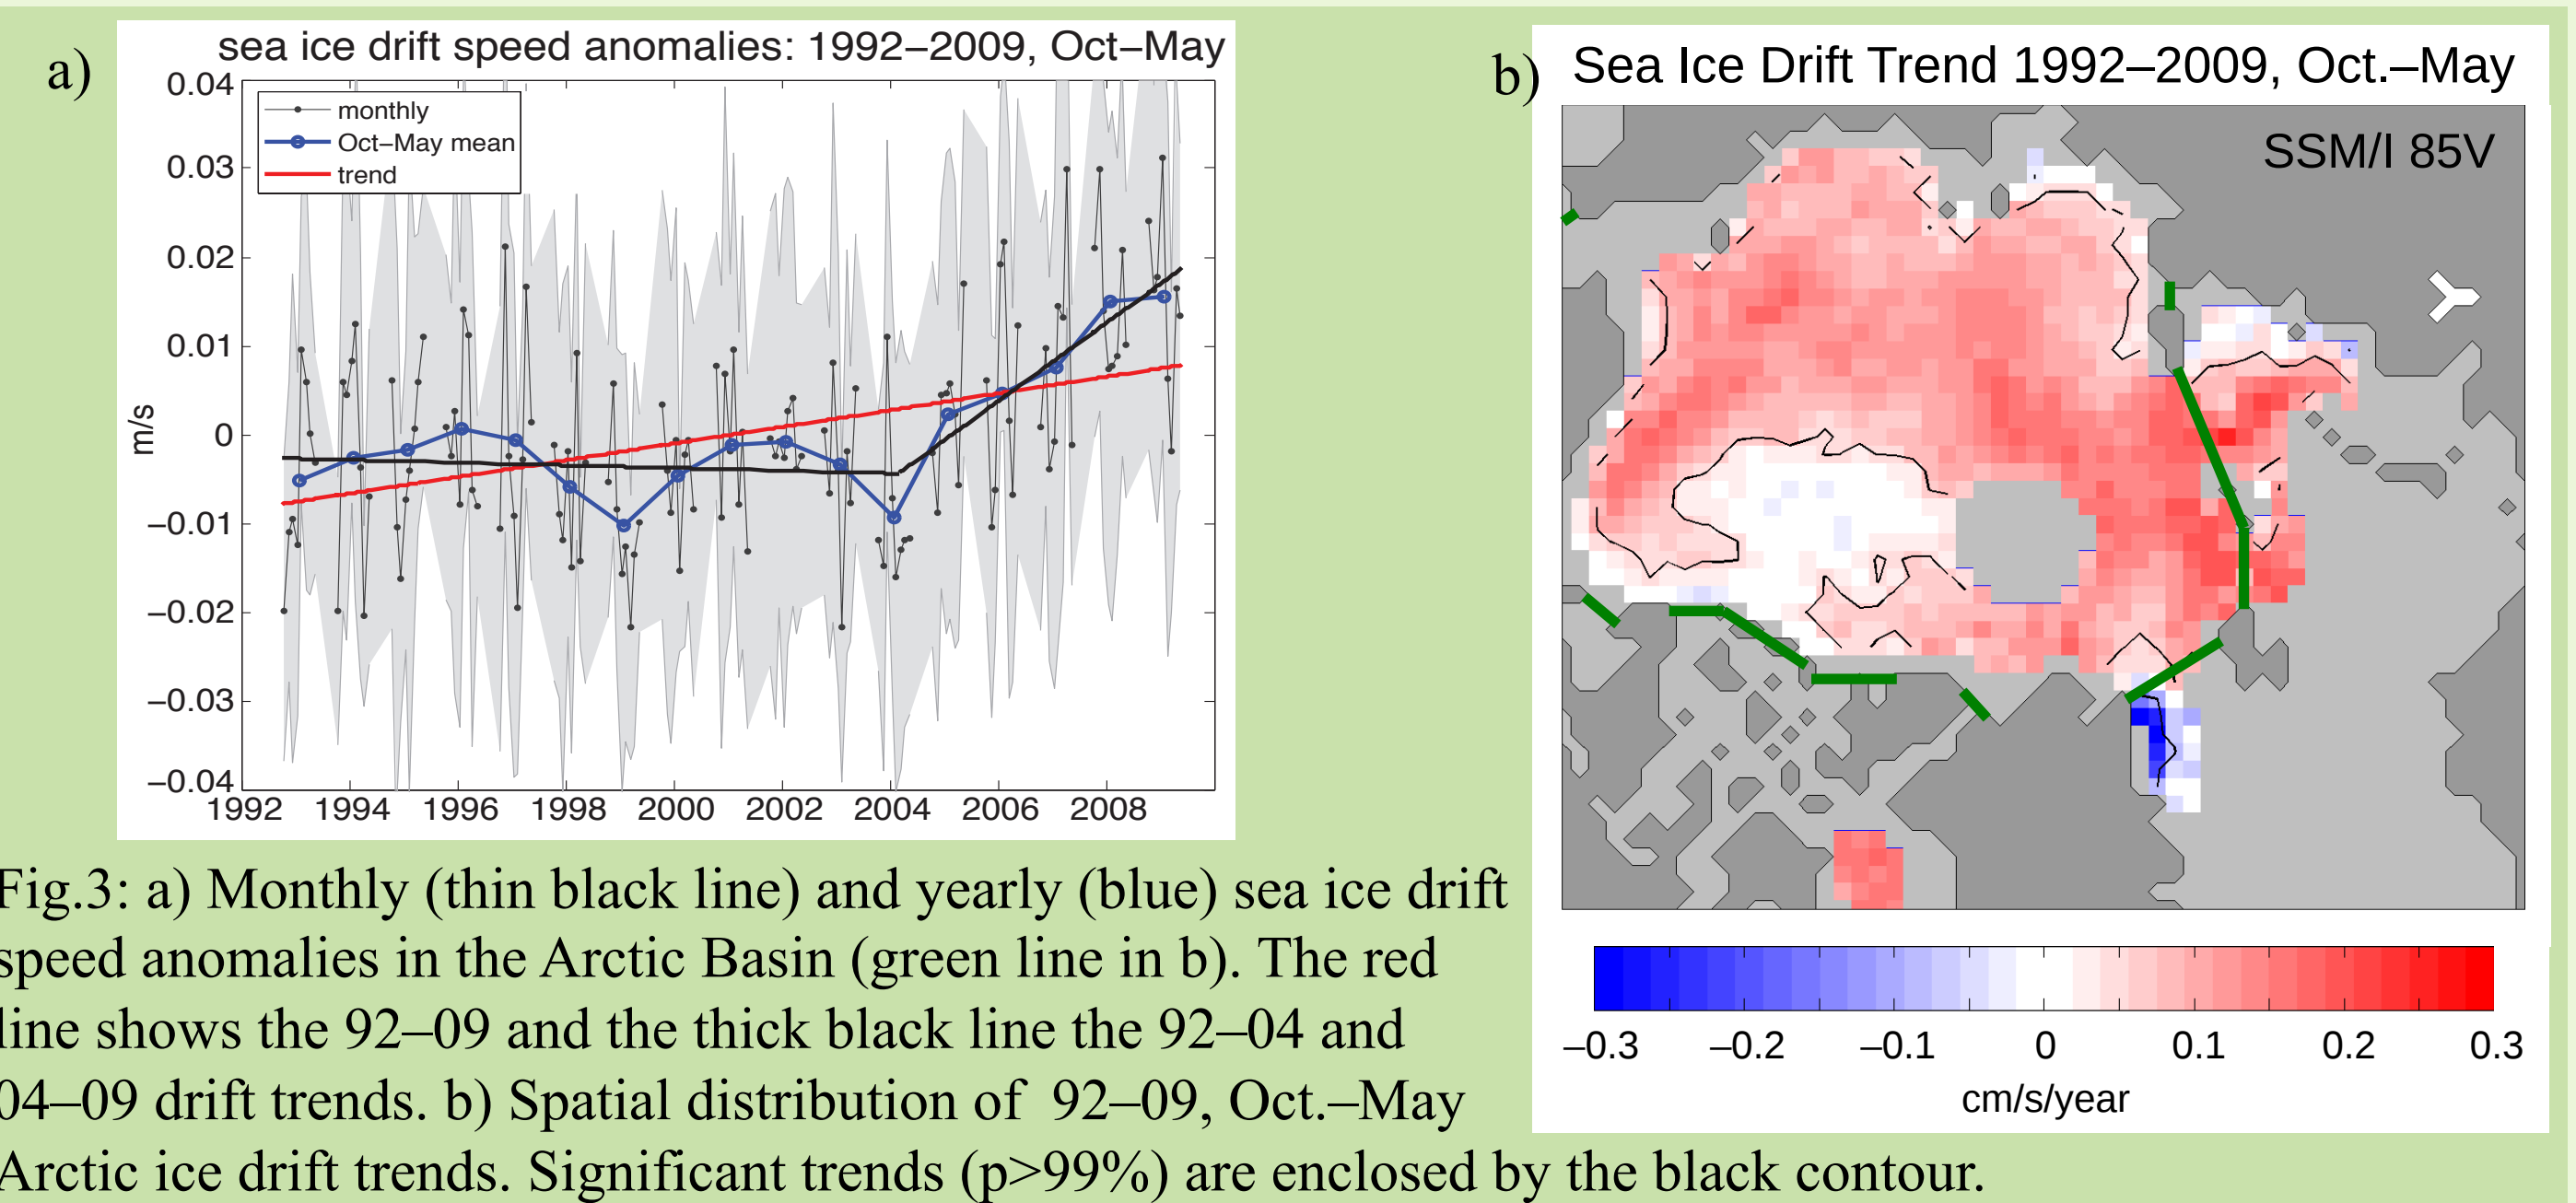 a)
sea ice drift speed anomalies: 1992–2009, Oct–May
0.04
0.03
0.02
0.01
0
–0.01
–0.02
–0.03
–0.04
m/s
monthly
Oct–May mean
trend
1992 1994 1996 1998 2000 2002 2004 2006 2008
b)
Sea Ice Drift Trend 1992–2009, Oct.–May
SSM/I 85V
–0.3 –0.2 –0.1 0 0.1 0.2 0.3
cm/s/year
Fig.3: a) Monthly (thin black line) and yearly (blue) sea ice drift
speed anomalies in the Arctic Basin (green line in b). The red
line shows the 92–09 and the thick black line the 92–04 and
04–09 drift trends. b) Spatial distribution of 92–09, Oct.–May
Arctic ice drift trends. Significant trends (p>99%) are enclosed by the black contour.